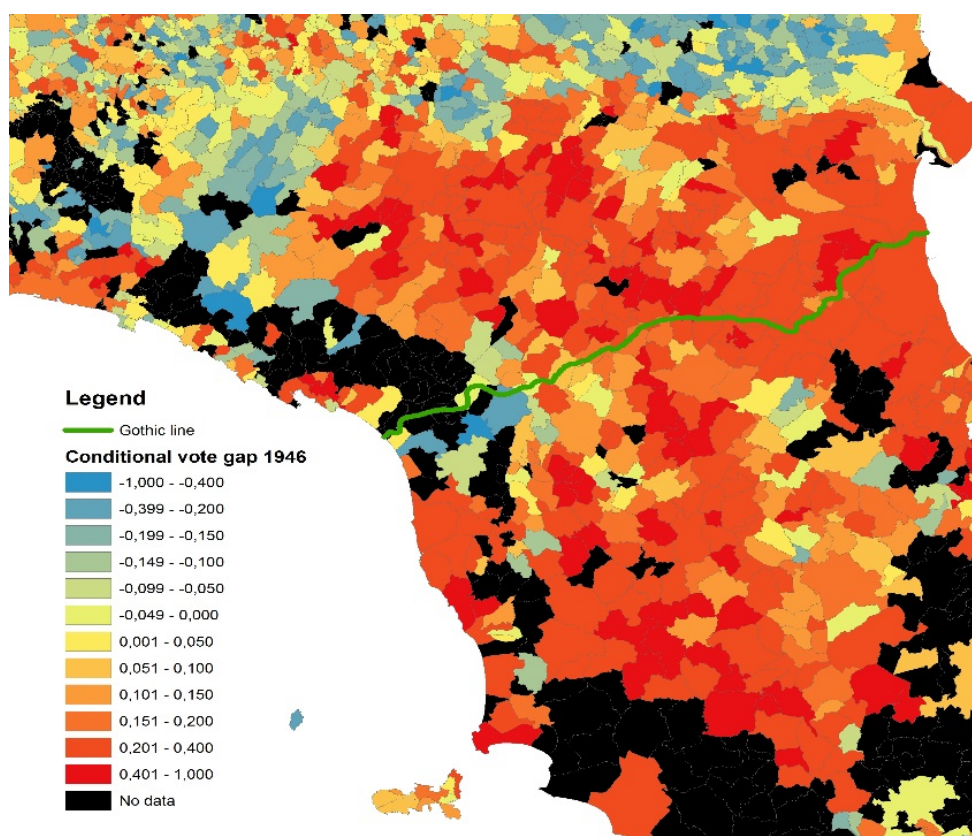 Legend
Gothic line
Conditional vote gap 1946
-1,000 - -0,400
-0,399 - -0,200
-0,199 - -0,150
-0,149 - -0,100
-0,099 - -0,050
-0,049 - 0,000
0,001 - 0,050
0,051 - 0,100
0,101 - 0,150
0,151 - 0,200
0,201 - 0,400
0,401 - 1,000
No data